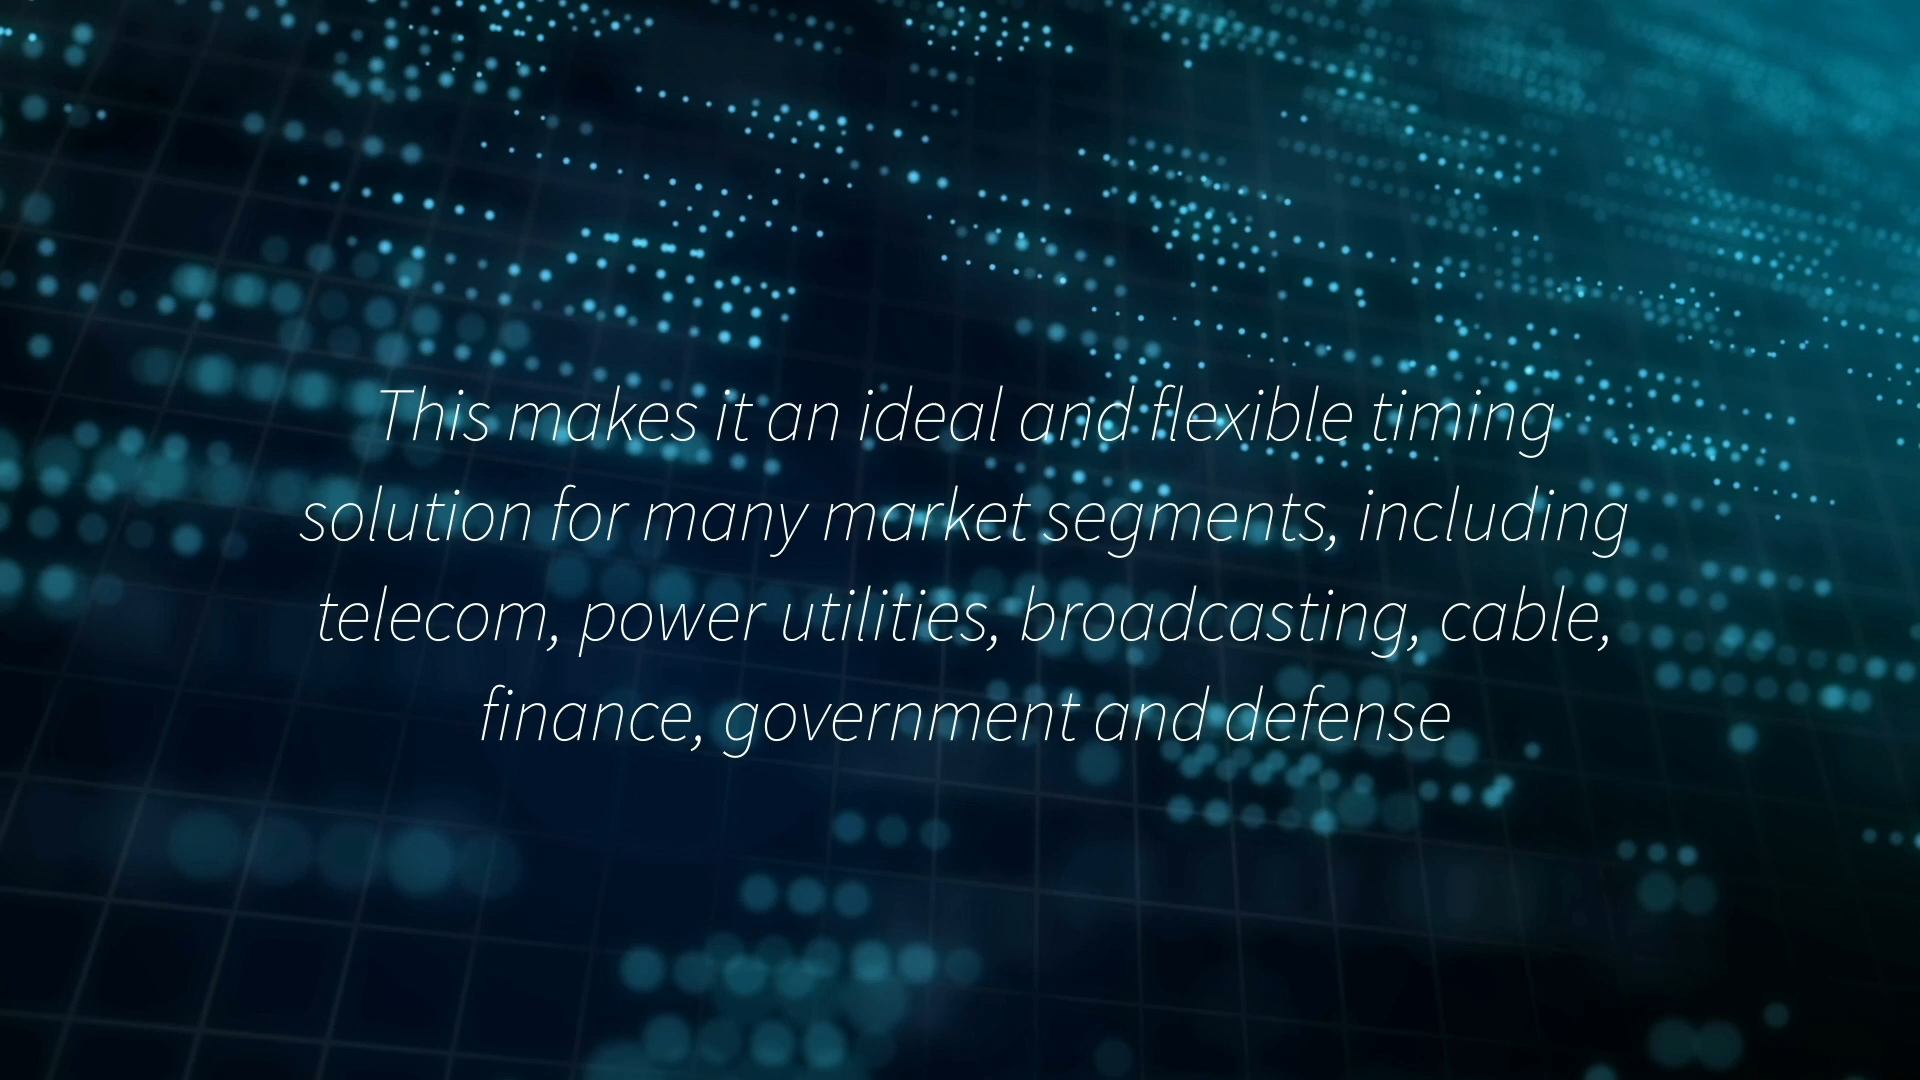 This makes it an ideal and flexible timing
solution for many market segments, including
telecom, power utilities, broadcasting, cable,
finance, government and defense